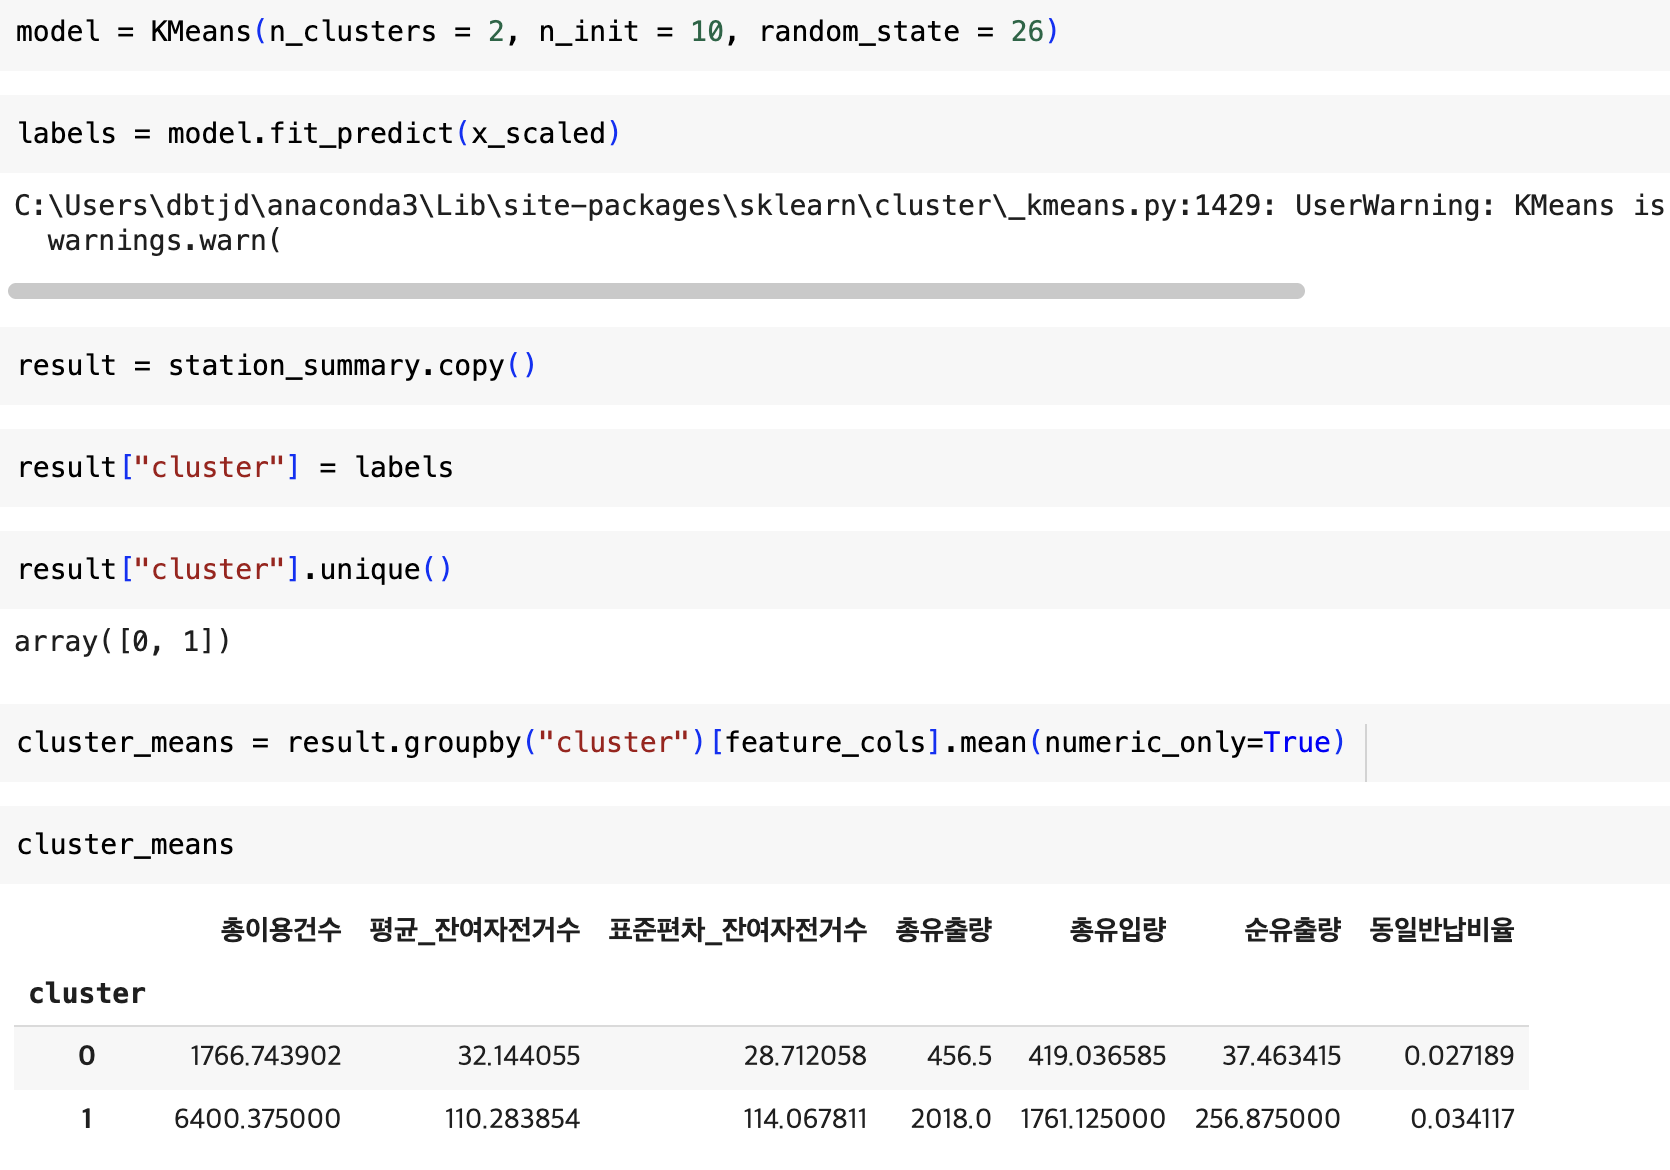 model = KMeans(n_clusters = 2, n_init = 10, random_state = 26)
labels = model.fit_predict(x_scaled)
C:\Users\dbtjd\anaconda3\Lib\site-packages\sklearn\cluster\_kmeans.py:1429: UserWarning: KMeans is
  warnings.warn(
result = station_summary.copy()
result["cluster"] = labels
result["cluster"].unique()
array([0, 1])
cluster_means = result.groupby("cluster")[feature_cols].mean(numeric_only=True)
cluster_means
총이용건수 평균_잔여자전거수 표준편차_잔여자전거수 총유출량 총유입량 순유출량 동일반납비율
cluster
0 1766.743902 32.144055 28.712058 456.5 419.036585 37.463415 0.027189
1 6400.375000 110.283854 114.067811 2018.0 1761.125000 256.875000 0.034117